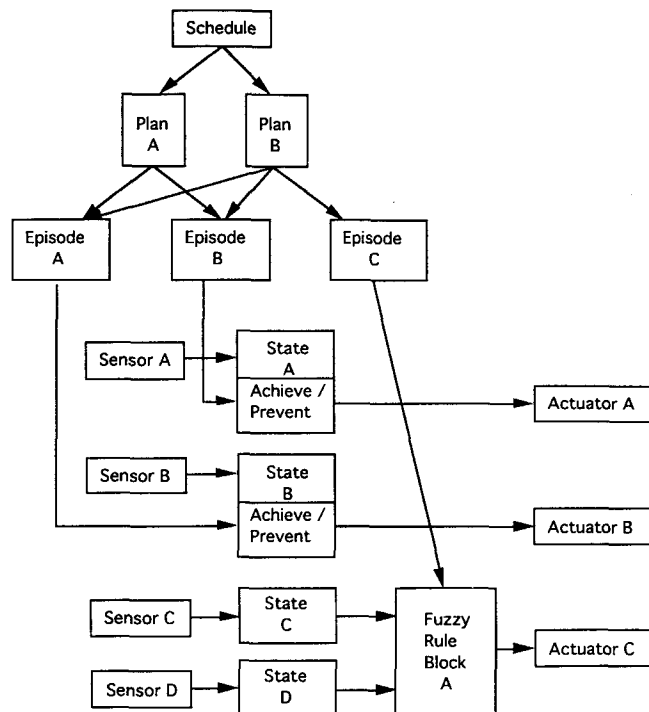 Schedule
Plan
A
Plan
B
Episode
A
Episode
B
Episode
C
Sensor A
State
A
Achieve /
Prevent
Actuator A
Sensor B
State
B
Achieve /
Prevent
Actuator B
Sensor C
State
C
Fuzzy
Rule
Block
A
Actuator C
Sensor D
State
D